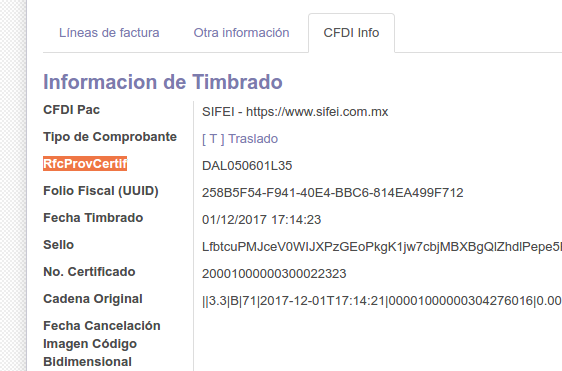 Líneas de factura Otra información CFDI Info
Informacion de Timbrado
CFDI Pac SIFEI - https://www.sifei.com.mx
Tipo de Comprobante [ T ] Traslado
RfcProvCertif DAL050601L35
Folio Fiscal (UUID) 258B5F54-F941-40E4-BBC6-814EA499F712
Fecha Timbrado 01/12/2017 17:14:23
Sello LfbtcuPMJceV0WIJXPzGEoPkgK1jw7cbjMBXBgQlZhdlPepe5
No. Certificado 20001000000300022323
Cadena Original ||3.3|B|71|2017-12-01T17:14:21|00001000000304276016|0.00
Fecha Cancelación
Imagen Código
Bidimensional